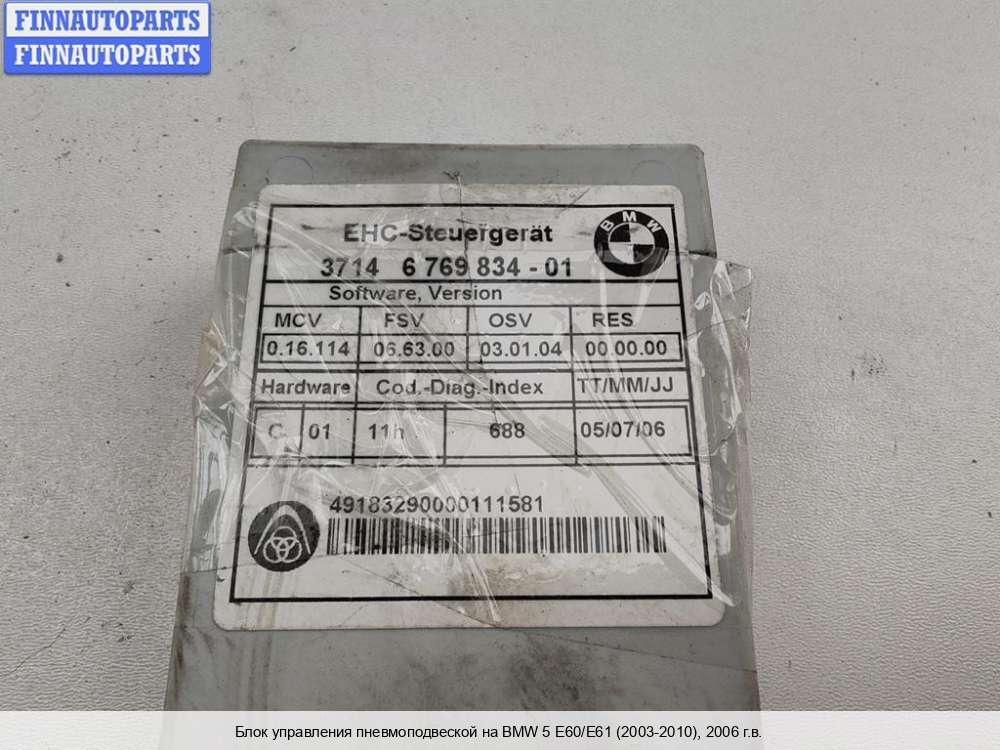 FINNAUTOPARTS
FINNAUTOPARTS
EHC-Steuergerät
BMW
3714 6 769 834 - 01
Software, Version
MCV FSV OSV RES
0.16.114 06.63.00 03.01.04 00.00.00
Hardware Cod.-Diag.-Index TT/MM/JJ
C. 01 11h 688 05/07/06
49183290000111581
Блок управления пневмоподвеской на BMW 5 E60/E61 (2003-2010), 2006 г.в.